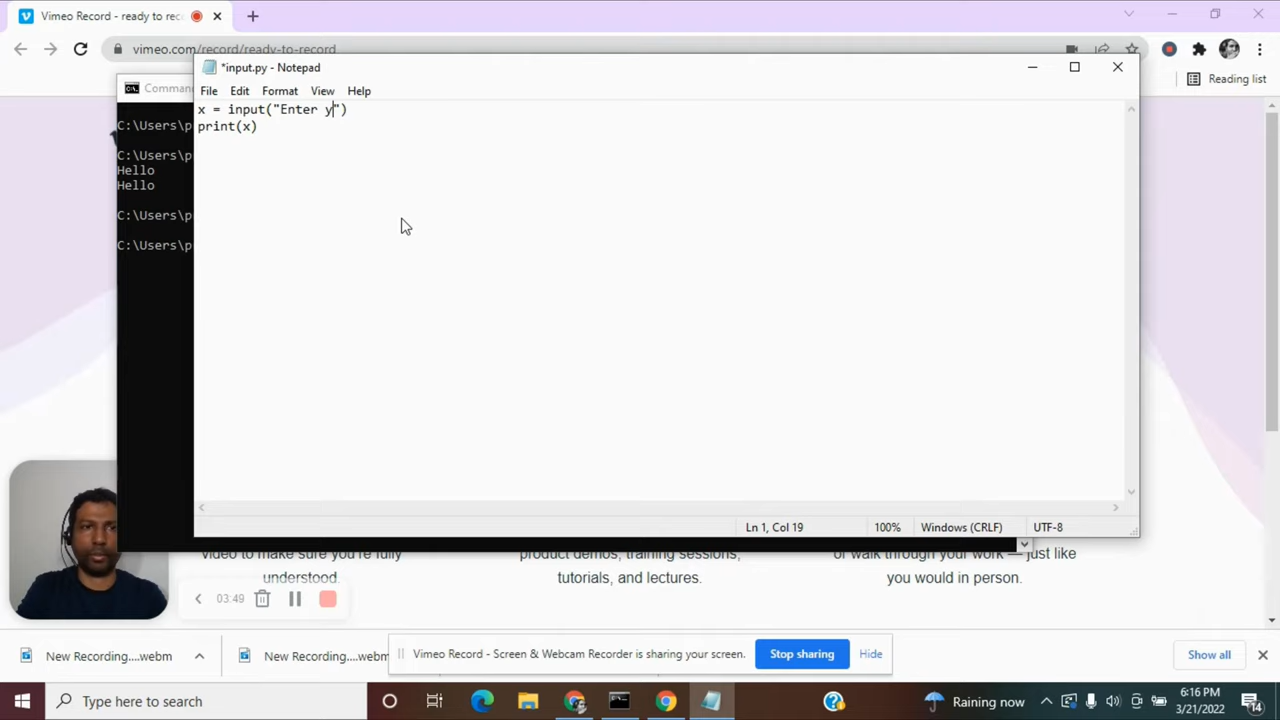 Vimeo Record - ready to rec
vimeo.com/record/ready-to-record
Reading list
Comman
*input.py - Notepad
File Edit Format View Help
x = input("Enter y")
print(x)
C:\Users\p
C:\Users\p
Hello
Hello
C:\Users\p
C:\Users\p
Ln 1, Col 19 100% Windows (CRLF) UTF-8
video to make sure you're fully
understood.
product demos, training sessions,
tutorials, and lectures.
or walk through your work — just like
you would in person.
03:49
New Recording....webm
New Recording....webm
Vimeo Record - Screen & Webcam Recorder is sharing your screen.
Stop sharing
Hide
Show all
Type here to search
Raining now
6:16 PM
3/21/2022
14